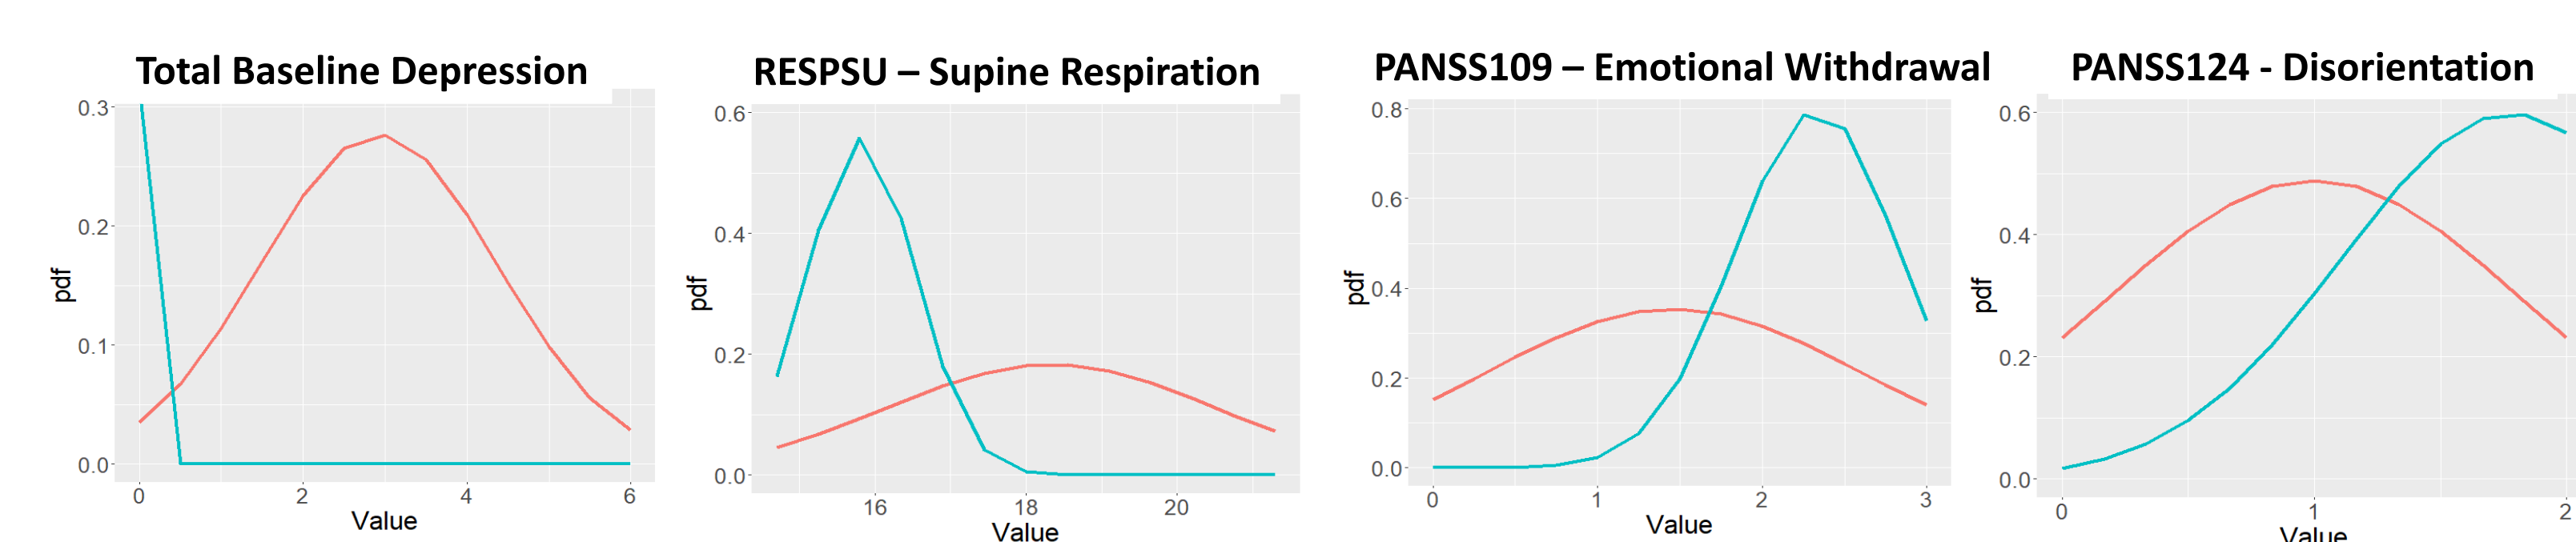 Total Baseline Depression
0.3
0.2
0.1
0.0
pdf
0 2 4 6
Value
RESPSU – Supine Respiration
0.6
0.4
0.2
0.0
pdf
16 18 20
Value
PANSS109 – Emotional Withdrawal
0.8
0.6
0.4
0.2
0.0
pdf
0 1 2 3
Value
PANSS124 - Disorientation
0.6
0.4
0.2
0.0
pdf
0 1 2
Value